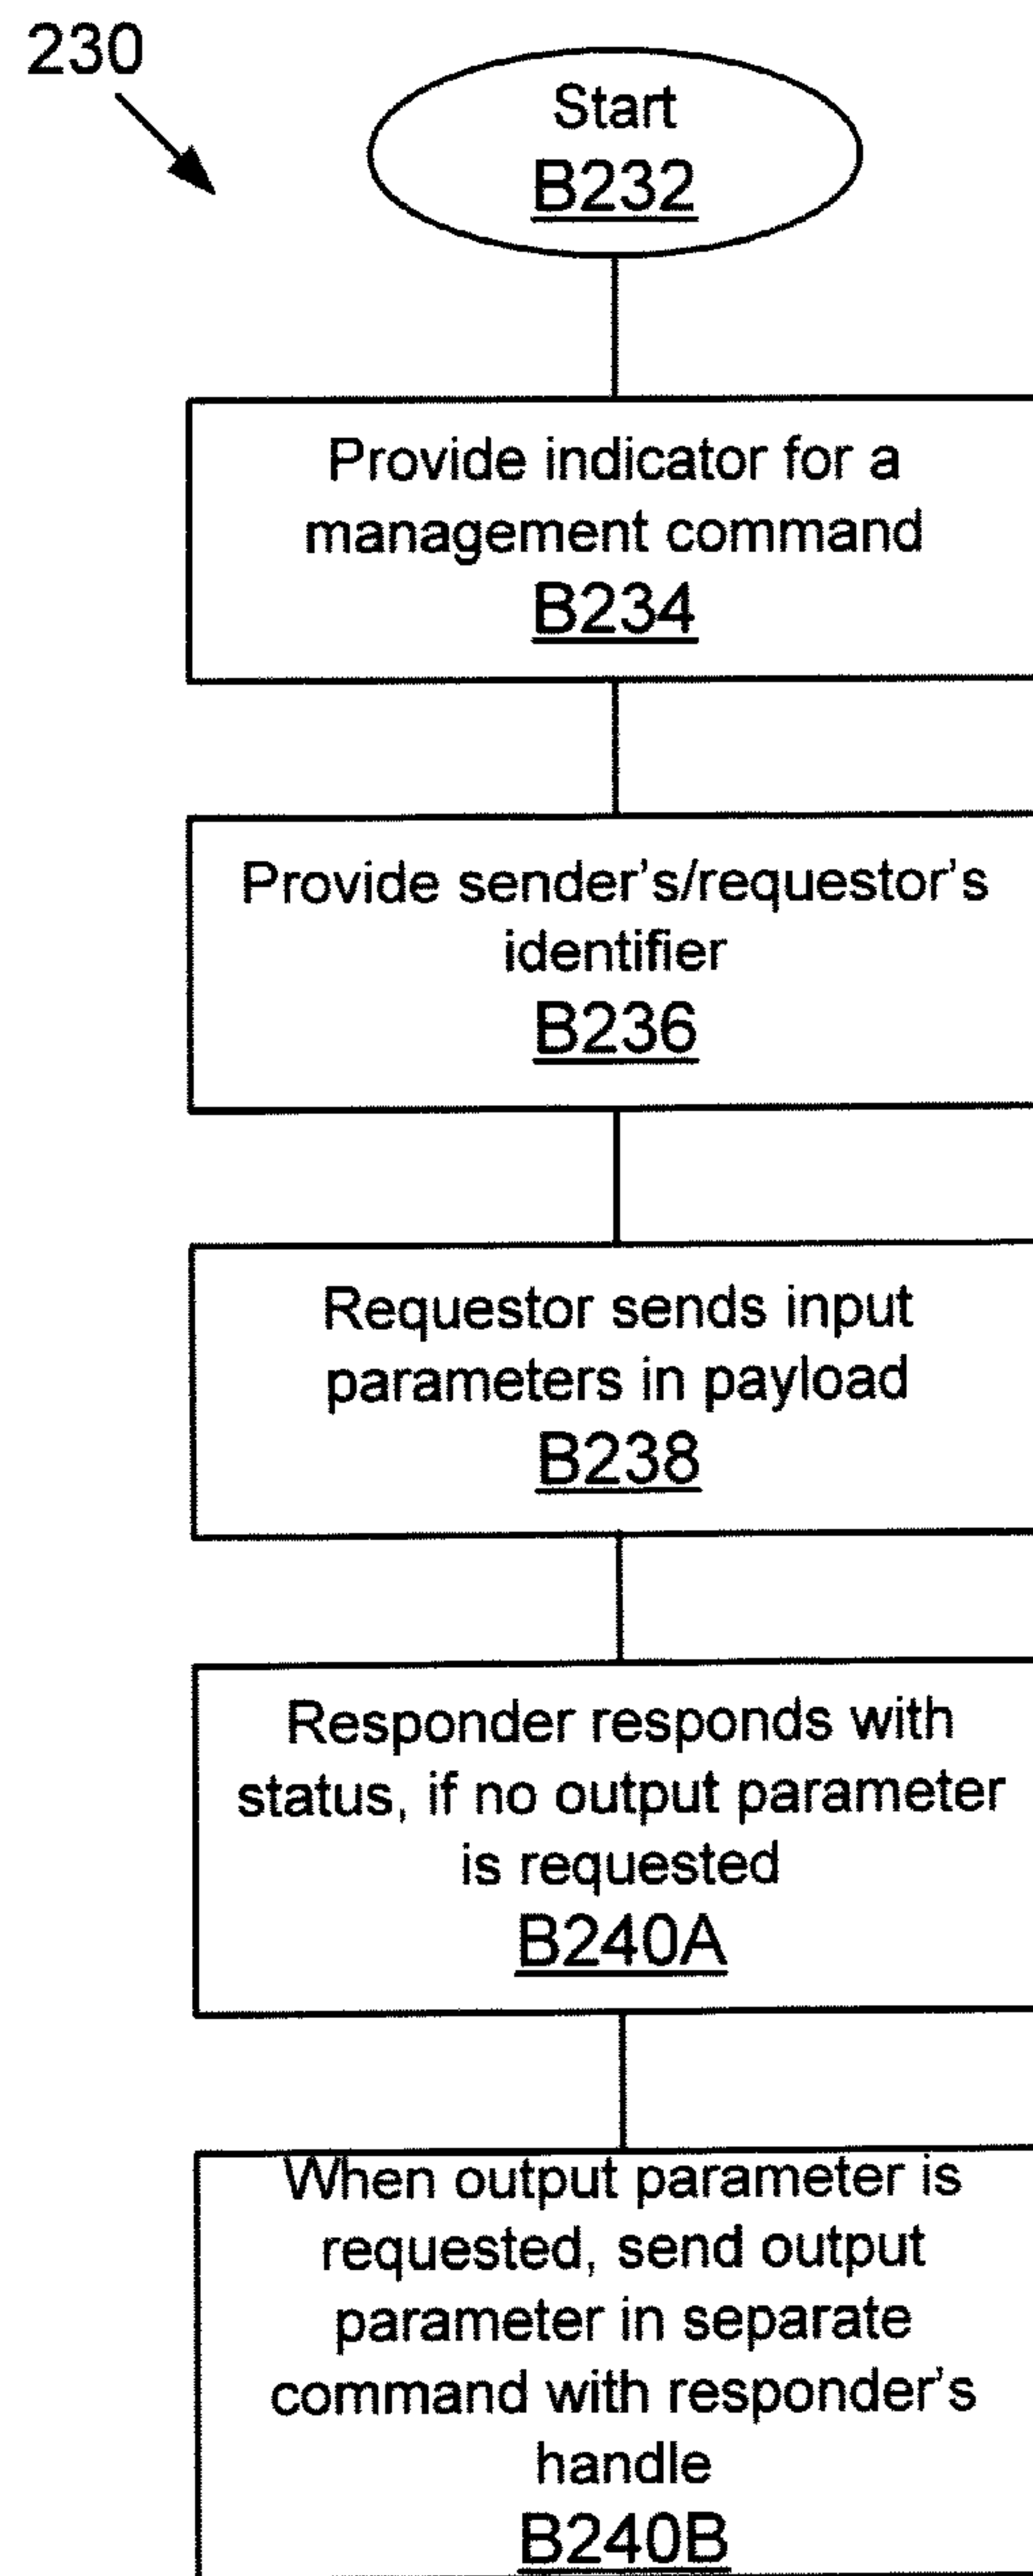 230
Start
B232
Provide indicator for a
management command
B234
Provide sender's/requestor's
identifier
B236
Requestor sends input
parameters in payload
B238
Responder responds with
status, if no output parameter
is requested
B240A
When output parameter is
requested, send output
parameter in separate
command with responder's
handle
B240B